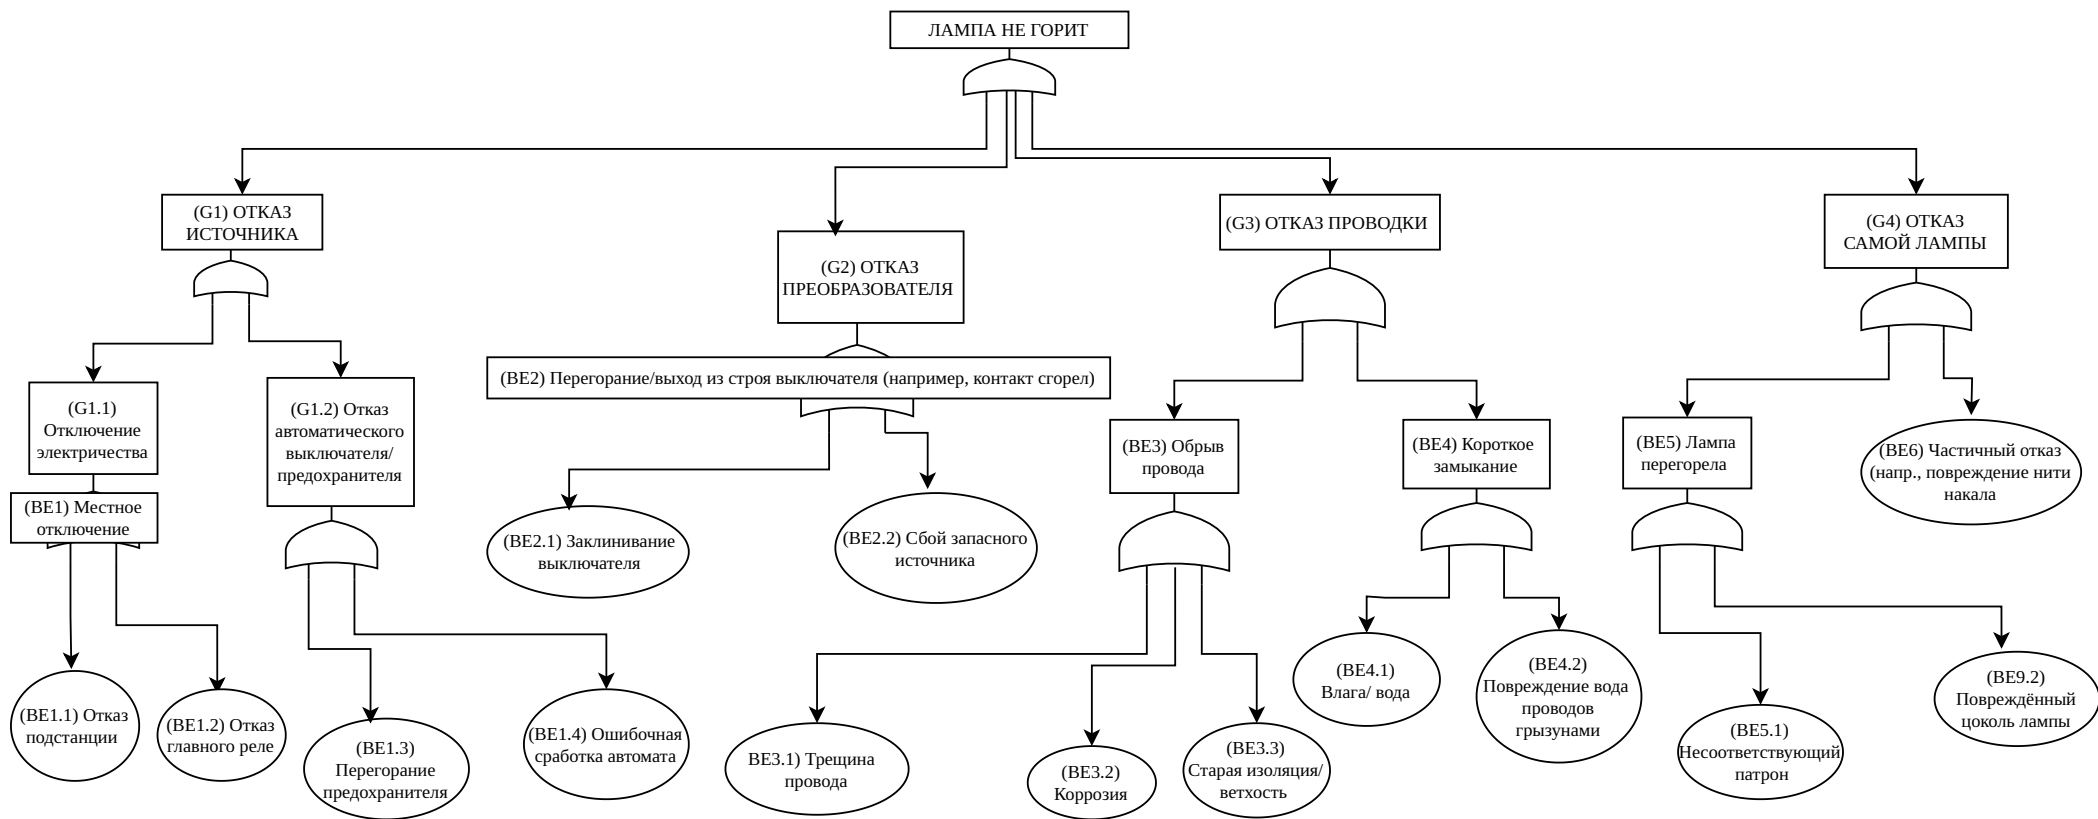 ЛАМПА НЕ ГОРИТ
(G1) ОТКАЗ
ИСТОЧНИКА
(G2) ОТКАЗ
ПРЕОБРАЗОВАТЕЛЯ
(G3) ОТКАЗ ПРОВОДКИ
(G4) ОТКАЗ
САМОЙ ЛАМПЫ
(G1.1)
Отключение
электричества
(G1.2) Отказ
автоматического
выключателя/
предохранителя
(BE2) Перегорание/выход из строя выключателя (например, контакт сгорел)
(BE3) Обрыв
провода
(BE4) Короткое
замыкание
(BE5) Лампа
перегорела
(BE6) Частичный отказ
(напр., повреждение нити
накала
(BE1) Местное
отключение
(BE2.1) Заклинивание
выключателя
(BE2.2) Сбой запасного
источника
(BE1.1) Отказ
подстанции
(BE1.2) Отказ
главного реле
(BE1.3)
Перегорание
предохранителя
(BE1.4) Ошибочная
сработка автомата
BE3.1) Трещина
провода
(BE3.2)
Коррозия
(BE3.3)
Старая изоляция/
ветхость
(BE4.1)
Влага/ вода
(BE4.2)
Повреждение вода
проводов
грызунами
(BE5.1)
Несоответствующий
патрон
(BE9.2)
Повреждённый
цоколь лампы